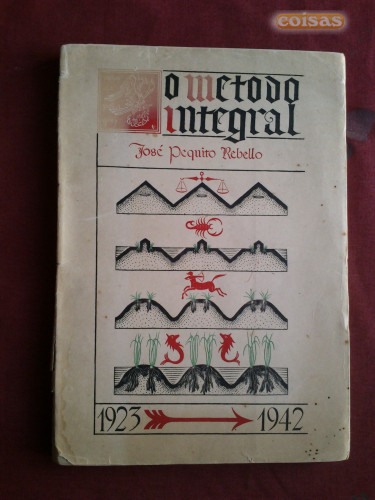 coisas
o metodo
integral
José Pequito Rebello
1923 1942